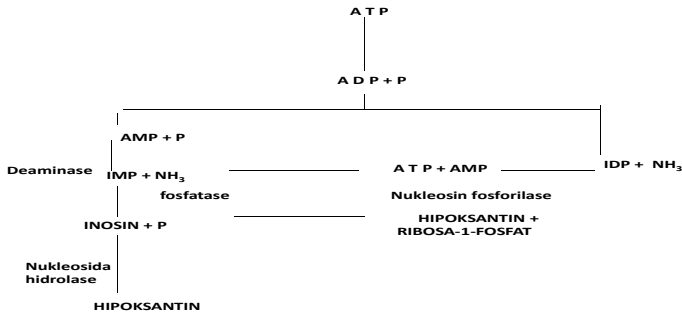 A T P
A D P + P
AMP + P
Deaminase
IMP + NH₃
A T P + AMP
IDP + NH₃
fosfatase
Nukleosin fosforilase
INOSIN + P
HIPOKSANTIN +
RIBOSA-1-FOSFAT
Nukleosida
hidrolase
HIPOKSANTIN